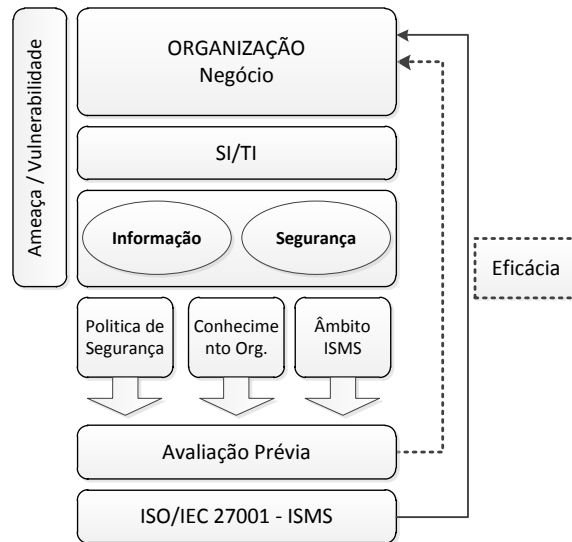 Ameaça / Vulnerabilidade
ORGANIZAÇÃO
Negócio
SI/TI
Informação
Segurança
Politica de
Segurança
Conhecime
nto Org.
Âmbito
ISMS
Avaliação Prévia
ISO/IEC 27001 - ISMS
Eficácia